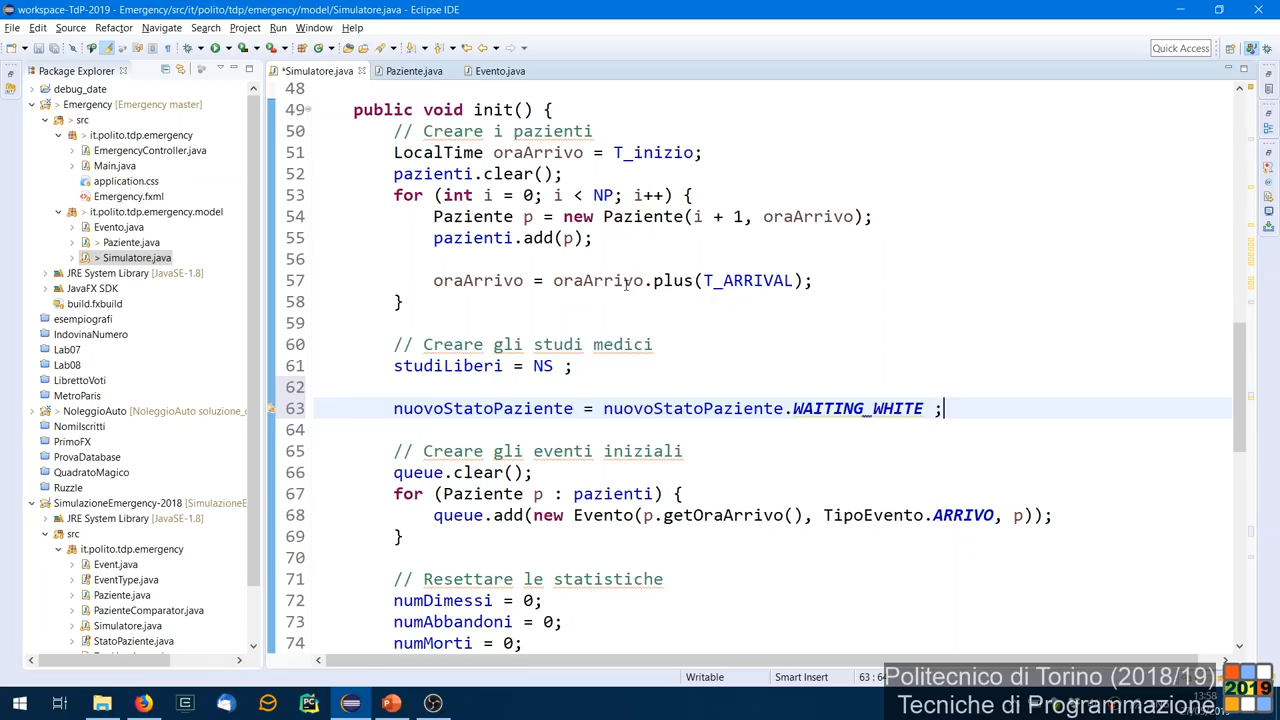 workspace-TdP-2019 - Emergency/src/it/polito/tdp/emergency/model/Simulatore.java - Eclipse IDE
File Edit Source Refactor Navigate Search Project Run Window Help
Quick Access
Package Explorer
*Simulatore.java Paziente.java Evento.java
debug_date
> Emergency [Emergency master]
> src
> it.polito.tdp.emergency
EmergencyController.java
Main.java
application.css
Emergency.fxml
> it.polito.tdp.emergency.model
Evento.java
> Paziente.java
> Simulatore.java
JRE System Library [JavaSE-1.8]
JavaFX SDK
build.fxbuild
esempiografi
IndovinaNumero
Lab07
Lab08
LibrettoVoti
MetroParis
> NoleggioAuto [NoleggioAuto soluzione_c
NomiIscritti
PrimoFX
ProvaDatabase
QuadratoMagico
Ruzzle
SimulazioneEmergency-2018 [SimulazioneE
JRE System Library [JavaSE-1.8]
src
it.polito.tdp.emergency
Event.java
EventType.java
Paziente.java
PazienteComparator.java
Simulatore.java
StatoPaziente.java
48
49 public void init() {
50 // Creare i pazienti
51 LocalTime oraArrivo = T_inizio;
52 pazienti.clear();
53 for (int i = 0; i < NP; i++) {
54 Paziente p = new Paziente(i + 1, oraArrivo);
55 pazienti.add(p);
56
57 oraArrivo = oraArrivo.plus(T_ARRIVAL);
58 }
59
60 // Creare gli studi medici
61 studiLiberi = NS ;
62
63 nuovoStatoPaziente = nuovoStatoPaziente.WAITING_WHITE ;
64
65 // Creare gli eventi iniziali
66 queue.clear();
67 for (Paziente p : pazienti) {
68 queue.add(new Evento(p.getOraArrivo(), TipoEvento.ARRIVO, p));
69 }
70
71 // Resettare le statistiche
72 numDimessi = 0;
73 numAbbandoni = 0;
74 numMorti = 0;
Writable Smart Insert
Politecnico di Torino (2018/19)
Tecniche di Programmazione
2019
13:58